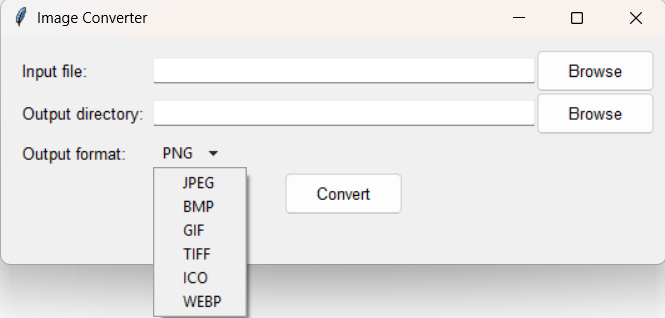 Image Converter
Input file: Browse
Output directory: Browse
Output format: PNG
Convert
JPEG
BMP
GIF
TIFF
ICO
WEBP